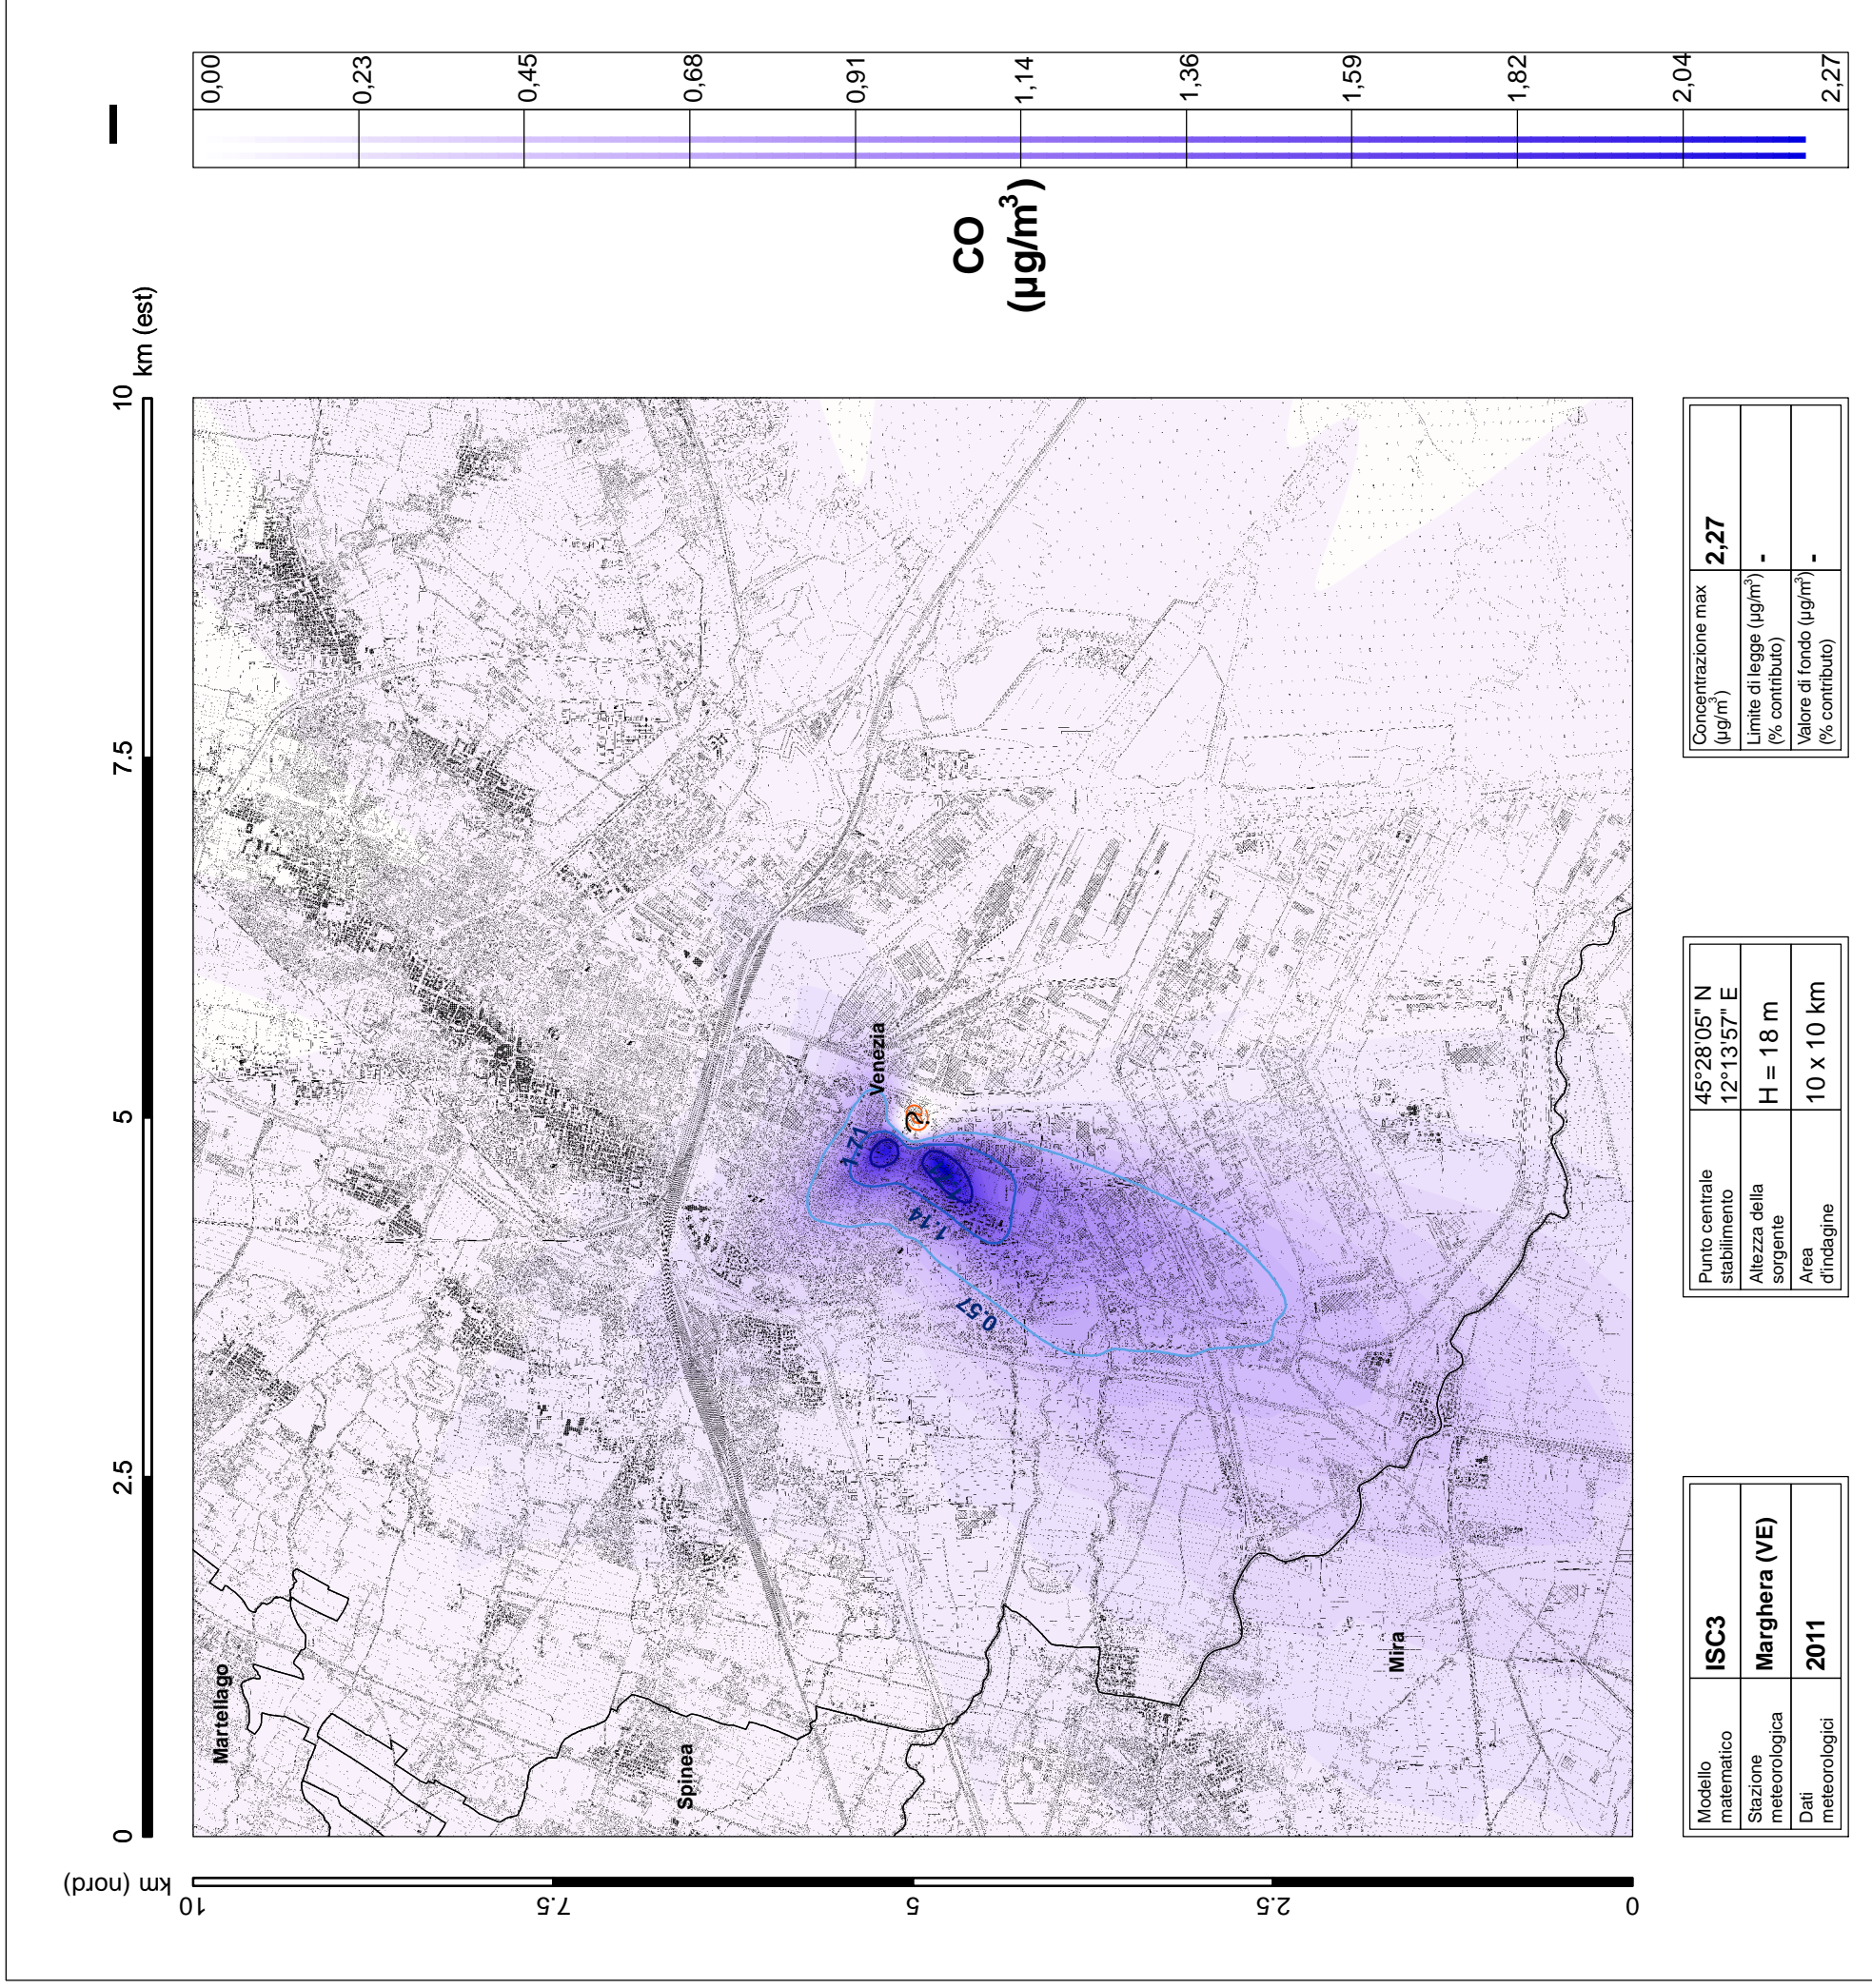 km (est)
0
2.5
5
7.5
10
km (nord)
10
7.5
5
2.5
0
Martellago
Spinea
Venezia
Mira
1.71
1.14
0.57
CO
(µg/m³)
0,00
0,23
0,45
0,68
0,91
1,14
1,36
1,59
1,82
2,04
2,27
Modello
matematico
ISC3
Stazione
meteorologica
Marghera (VE)
Dati
meteorologici
2011
Punto centrale
stabilimento
45°28'05" N
12°13'57" E
Altezza della
sorgente
H = 18 m
Area
d'indagine
10 x 10 km
Concentrazione max
(µg/m³)
2,27
Limite di legge (µg/m³)
(% contributo)
-
Valore di fondo (µg/m³)
(% contributo)
-